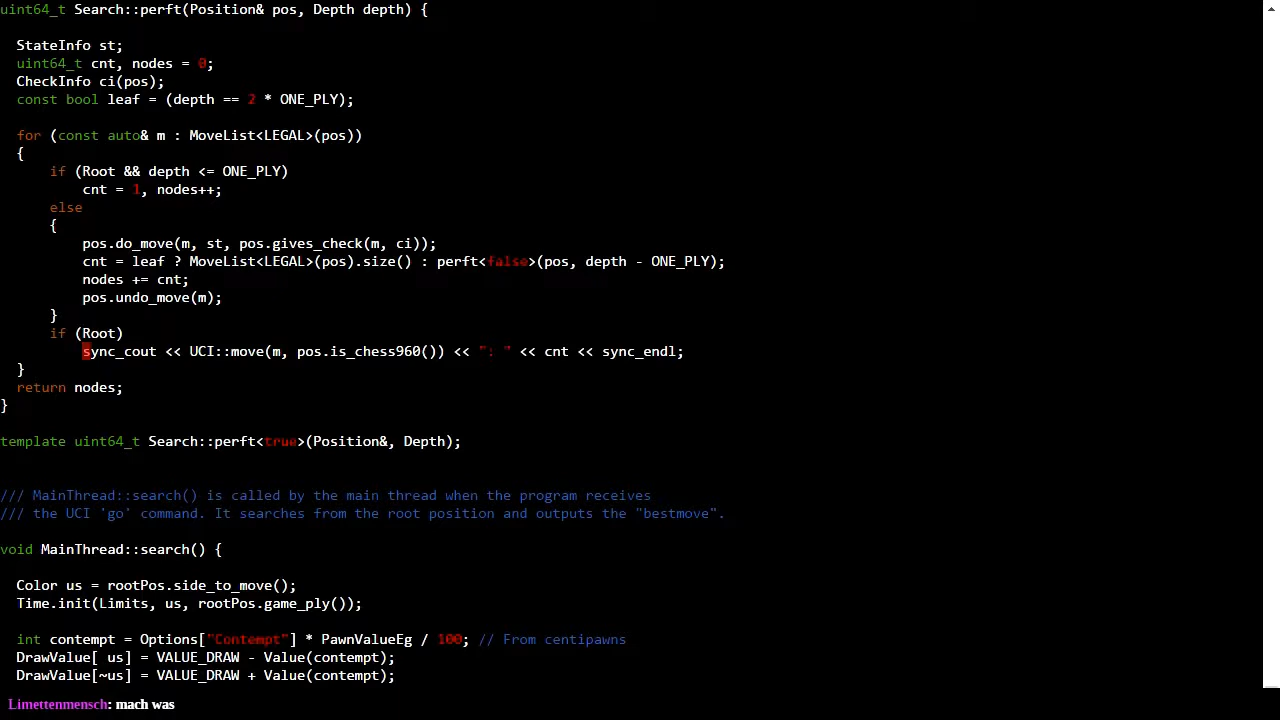 uint64_t Search::perft(Position& pos, Depth depth) {
StateInfo st;
uint64_t cnt, nodes = 0;
CheckInfo ci(pos);
const bool leaf = (depth == 2 * ONE_PLY);
for (const auto& m : MoveList<LEGAL>(pos))
{
if (Root && depth <= ONE_PLY)
cnt = 1, nodes++;
else
{
pos.do_move(m, st, pos.gives_check(m, ci));
cnt = leaf ? MoveList<LEGAL>(pos).size() : perft<false>(pos, depth - ONE_PLY);
nodes += cnt;
pos.undo_move(m);
}
if (Root)
sync_cout << UCI::move(m, pos.is_chess960()) << ": " << cnt << sync_endl;
}
return nodes;
}
template uint64_t Search::perft<true>(Position&, Depth);
/// MainThread::search() is called by the main thread when the program receives
/// the UCI 'go' command. It searches from the root position and outputs the "bestmove".
void MainThread::search() {
Color us = rootPos.side_to_move();
Time.init(Limits, us, rootPos.game_ply());
int contempt = Options["Contempt"] * PawnValueEg / 100; // From centipawns
DrawValue[ us] = VALUE_DRAW - Value(contempt);
DrawValue[~us] = VALUE_DRAW + Value(contempt);
Limettenmensch: mach was